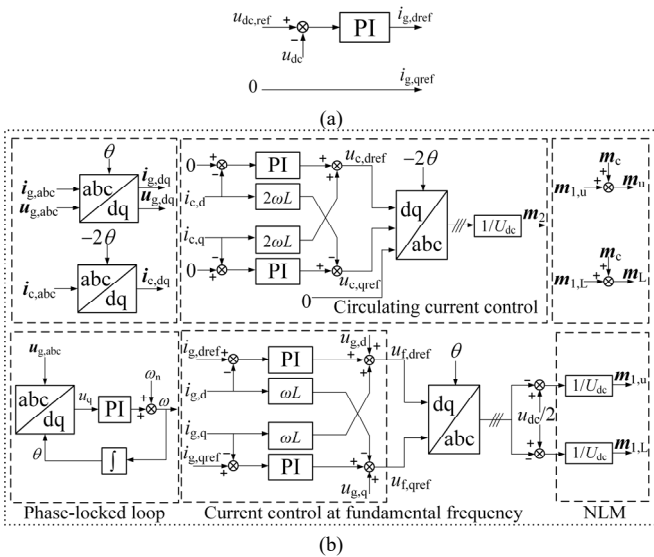 u_dc,ref
+
−
u_dc
PI
i_g,dref
0
i_g,qref
(a)
θ
i_g,abc
u_g,abc
abc
dq
i_g,dq
u_g,dq
−2θ
i_c,abc
abc
dq
i_c,dq
0
+
−
PI
+
+
u_c,dref
i_c,d
2ωL
i_c,q
2ωL
0
−
+
PI
−
+
u_c,qref
0
−2θ
dq
abc
1/U_dc
m_2
Circulating current control
m_c
m_1,u
+
+
m_u
m_c
m_1,L
+
+
m_L
u_g,abc
abc
dq
u_q
PI
ω_n
+
+
ω
θ
∫
Phase-locked loop
i_g,dref
+
−
PI
u_g,d
+
+
+
u_f,dref
i_g,d
ωL
i_g,q
ωL
i_g,qref
−
+
PI
−
+
+
u_g,q
u_f,qref
θ
dq
abc
−
+
u_dc/2
+
−
1/U_dc
m_1,u
1/U_dc
m_1,L
Current control at fundamental frequency
NLM
(b)